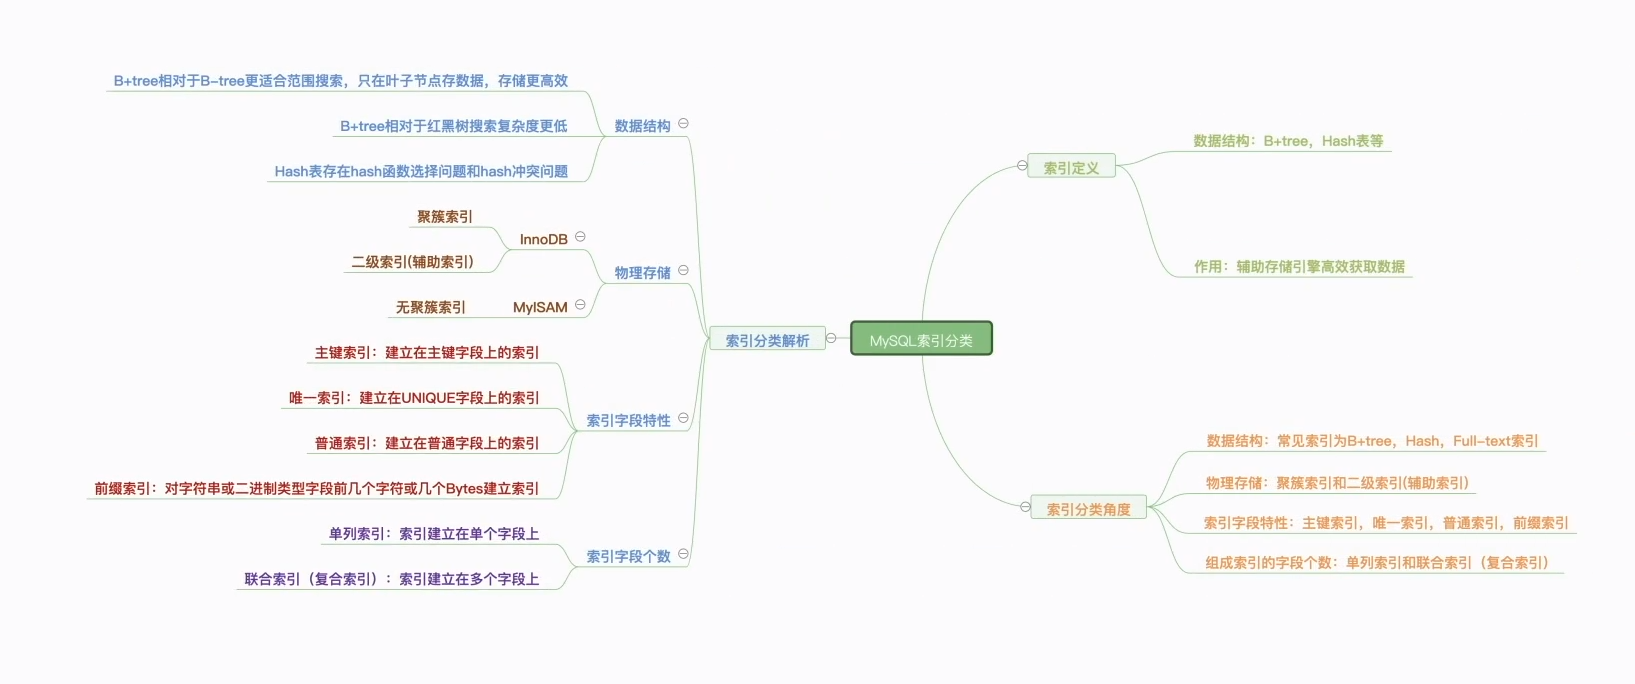 MySQL索引分类
索引定义
数据结构：B+tree，Hash表等
作用：辅助存储引擎高效获取数据
索引分类角度
数据结构：常见索引为B+tree，Hash，Full-text索引
物理存储：聚簇索引和二级索引(辅助索引)
索引字段特性：主键索引，唯一索引，普通索引，前缀索引
组成索引的字段个数：单列索引和联合索引（复合索引）
索引分类解析
数据结构
B+tree相对于B-tree更适合范围搜索，只在叶子节点存数据，存储更高效
B+tree相对于红黑树搜索复杂度更低
Hash表存在hash函数选择问题和hash冲突问题
物理存储
InnoDB
聚簇索引
二级索引(辅助索引)
MyISAM
无聚簇索引
索引字段特性
主键索引：建立在主键字段上的索引
唯一索引：建立在UNIQUE字段上的索引
普通索引：建立在普通字段上的索引
前缀索引：对字符串或二进制类型字段前几个字符或几个Bytes建立索引
索引字段个数
单列索引：索引建立在单个字段上
联合索引（复合索引）：索引建立在多个字段上